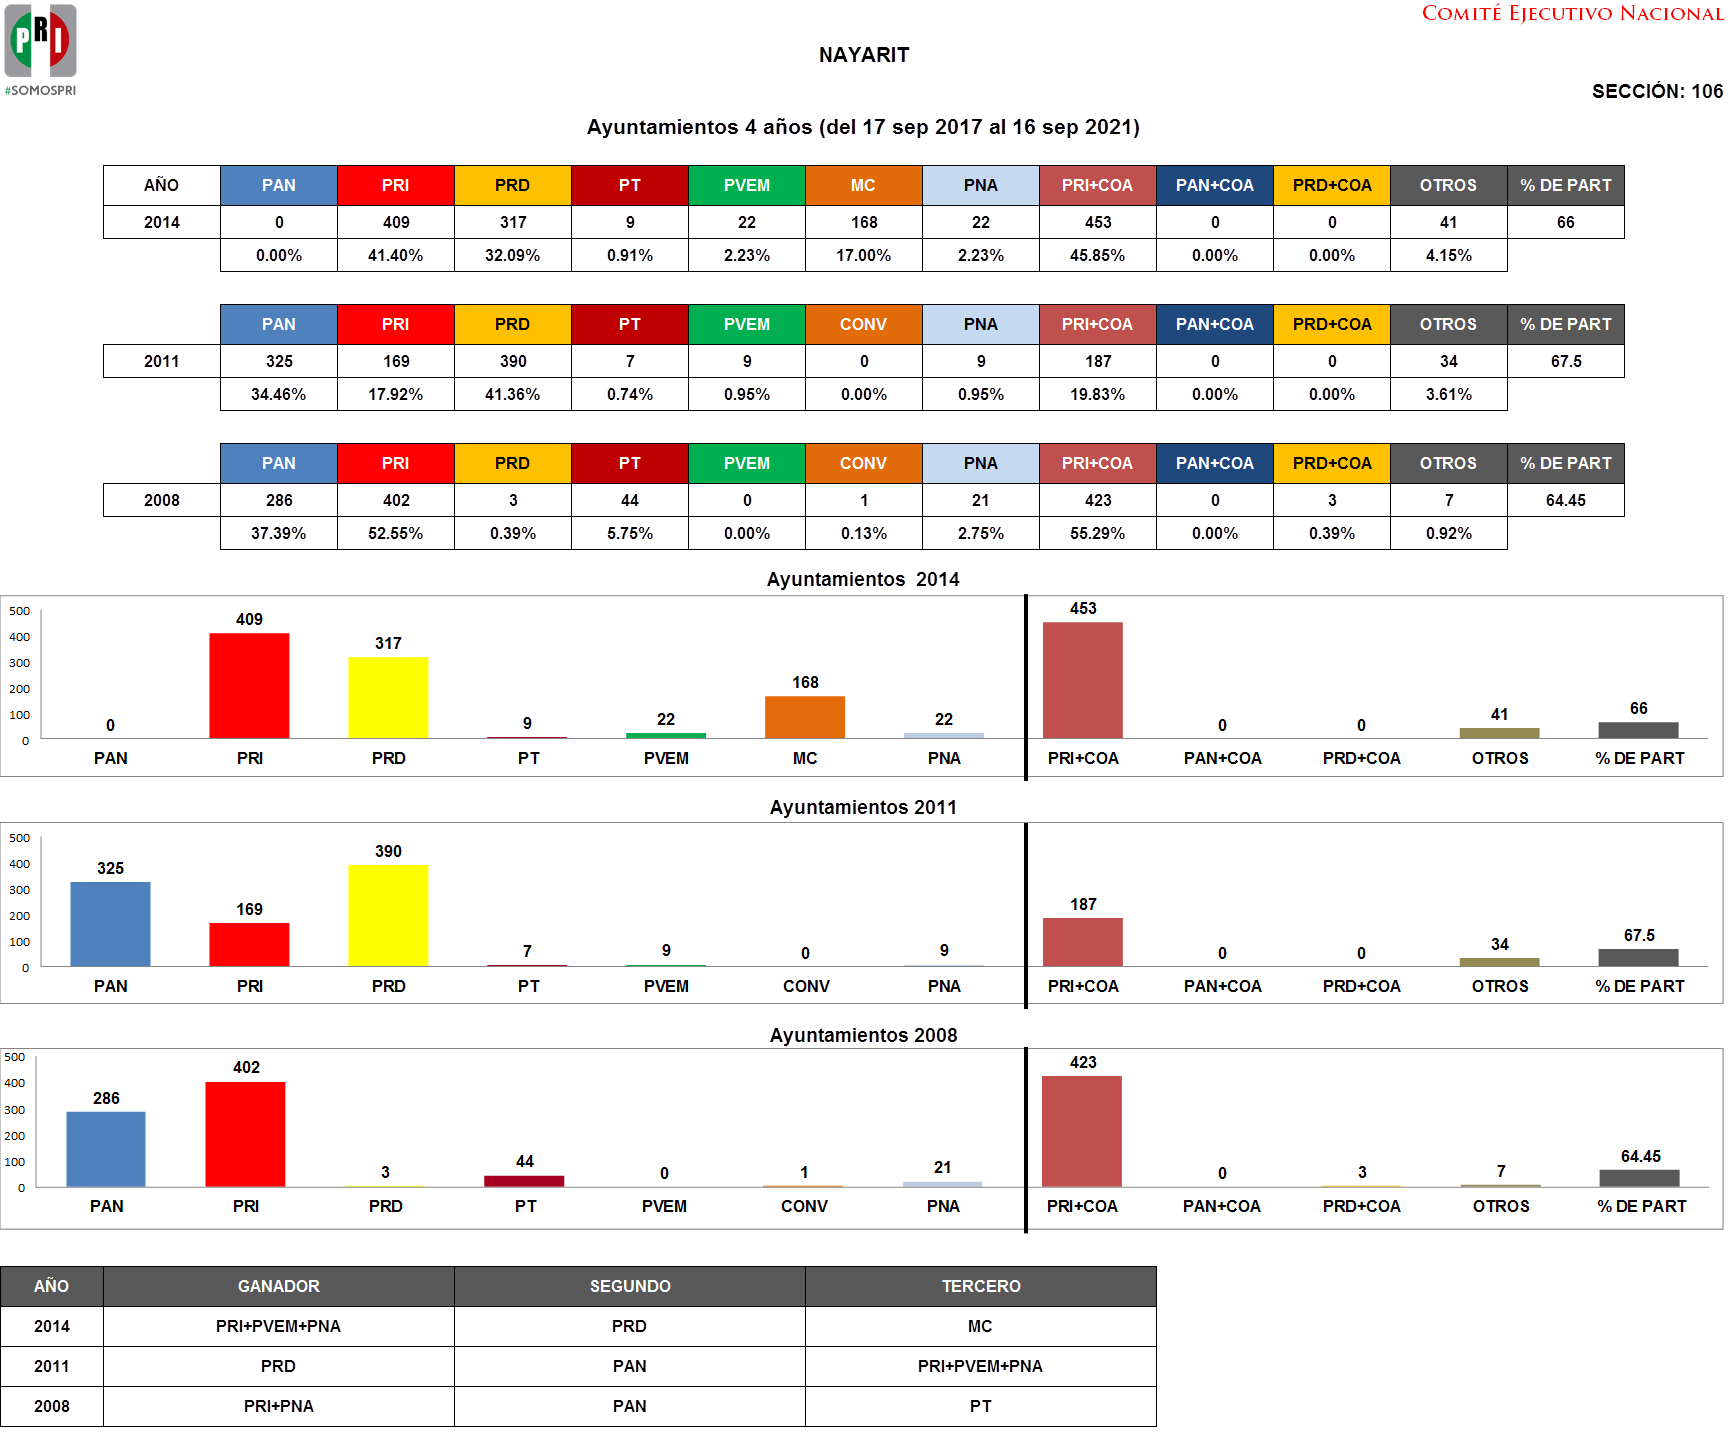 PRI
#SOMOSPRI
COMITÉ EJECUTIVO NACIONAL
NAYARIT
SECCIÓN: 106
Ayuntamientos 4 años (del 17 sep 2017 al 16 sep 2021)
AÑO PAN PRI PRD PT PVEM MC PNA PRI+COA PAN+COA PRD+COA OTROS % DE PART
2014 0 409 317 9 22 168 22 453 0 0 41 66
0.00% 41.40% 32.09% 0.91% 2.23% 17.00% 2.23% 45.85% 0.00% 0.00% 4.15%
PAN PRI PRD PT PVEM CONV PNA PRI+COA PAN+COA PRD+COA OTROS % DE PART
2011 325 169 390 7 9 0 9 187 0 0 34 67.5
34.46% 17.92% 41.36% 0.74% 0.95% 0.00% 0.95% 19.83% 0.00% 0.00% 3.61%
PAN PRI PRD PT PVEM CONV PNA PRI+COA PAN+COA PRD+COA OTROS % DE PART
2008 286 402 3 44 0 1 21 423 0 3 7 64.45
37.39% 52.55% 0.39% 5.75% 0.00% 0.13% 2.75% 55.29% 0.00% 0.39% 0.92%
Ayuntamientos 2014
500
400
300
200
100
0
0 409 317 9 22 168 22 453 0 0 41 66
PAN PRI PRD PT PVEM MC PNA PRI+COA PAN+COA PRD+COA OTROS % DE PART
Ayuntamientos 2011
500
400
300
200
100
0
325 169 390 7 9 0 9 187 0 0 34 67.5
PAN PRI PRD PT PVEM CONV PNA PRI+COA PAN+COA PRD+COA OTROS % DE PART
Ayuntamientos 2008
500
400
300
200
100
0
286 402 3 44 0 1 21 423 0 3 7 64.45
PAN PRI PRD PT PVEM CONV PNA PRI+COA PAN+COA PRD+COA OTROS % DE PART
AÑO GANADOR SEGUNDO TERCERO
2014 PRI+PVEM+PNA PRD MC
2011 PRD PAN PRI+PVEM+PNA
2008 PRI+PNA PAN PT